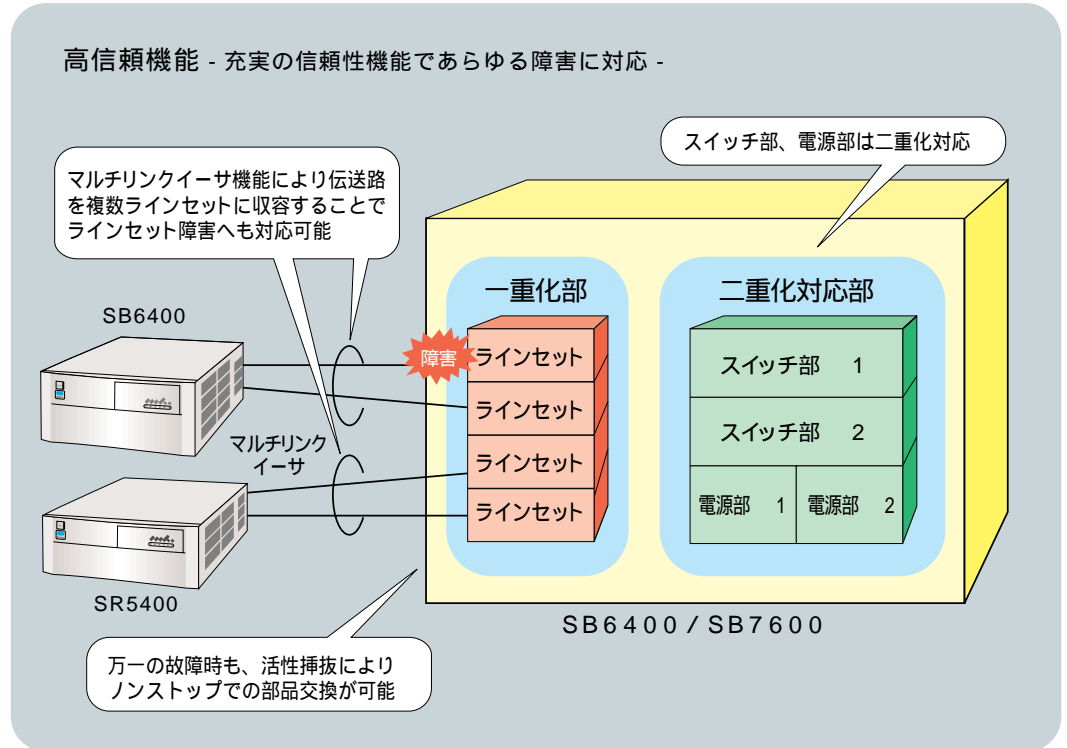 高信頼機能 - 充実の信頼性機能であらゆる障害に対応 -
スイッチ部、電源部は二重化対応
マルチリンクイーサ機能により伝送路
を複数ラインセットに収容することで
ラインセット障害へも対応可能
一重化部
二重化対応部
SB6400
障害
ラインセット
ラインセット
ラインセット
ラインセット
スイッチ部 1
スイッチ部 2
電源部 1
電源部 2
マルチリンク
イーサ
SR5400
SB6400/SB7600
万一の故障時も、活性挿抜により
ノンストップでの部品交換が可能